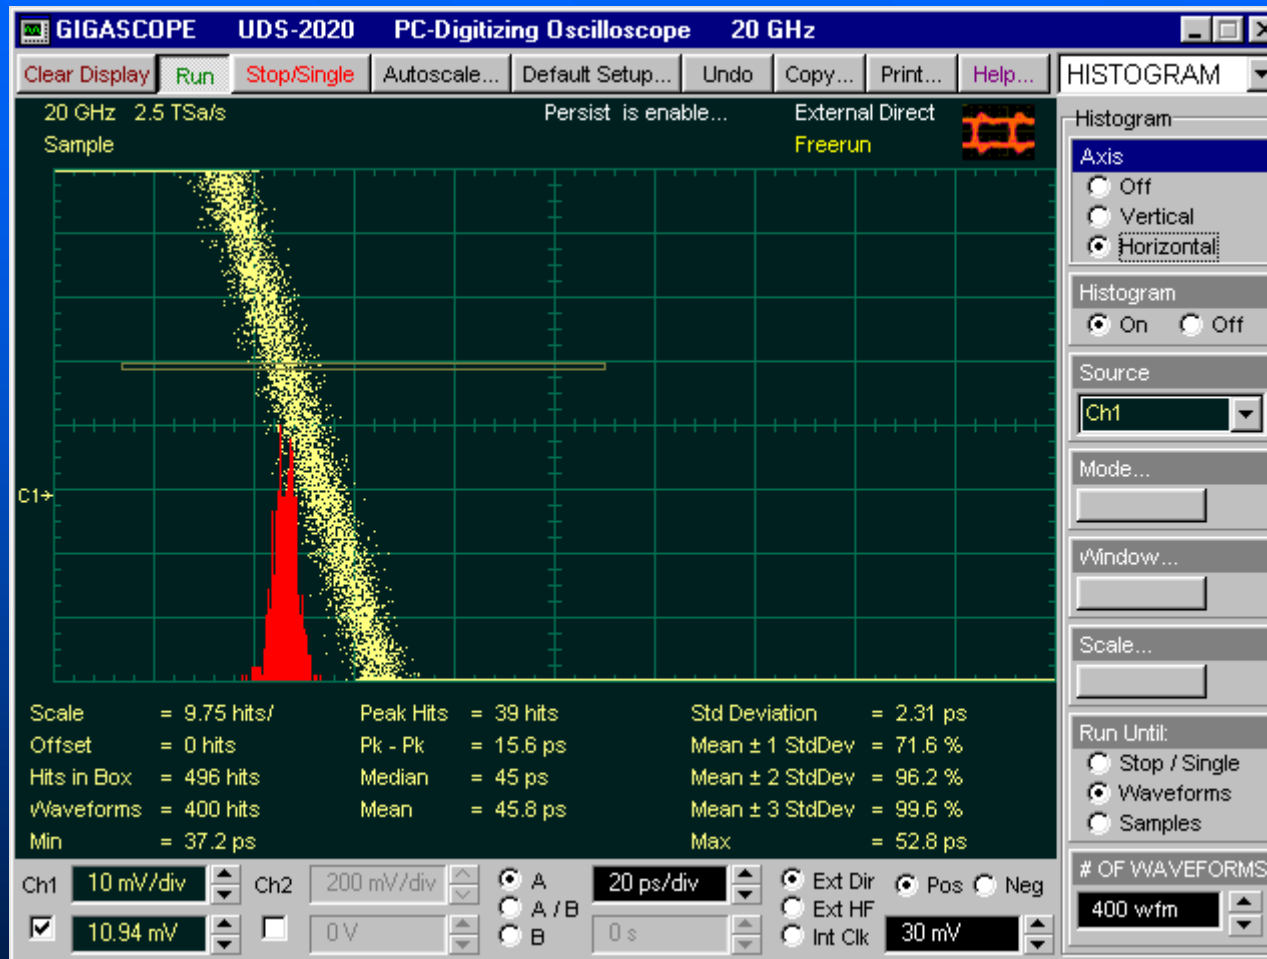 GIGASCOPE UDS-2020 PC-Digitizing Oscilloscope 20 GHz
Clear Display Run Stop/Single Autoscale... Default Setup... Undo Copy... Print... Help... HISTOGRAM
20 GHz 2.5 TSa/s Persist is enable... External Direct
Sample Freerun
Histogram
Axis
Off
Vertical
Horizontal
Histogram
On Off
Source
Ch1
Mode...
C1
Window...
Scale...
Scale = 9.75 hits/ Peak Hits = 39 hits Std Deviation = 2.31 ps
Offset = 0 hits Pk - Pk = 15.6 ps Mean ± 1 StdDev = 71.6 %
Hits in Box = 496 hits Median = 45 ps Mean ± 2 StdDev = 96.2 %
Waveforms = 400 hits Mean = 45.8 ps Mean ± 3 StdDev = 99.6 %
Min = 37.2 ps Max = 52.8 ps
Run Until:
Stop / Single
Waveforms
Samples
Ch1 10 mV/div Ch2 200 mV/div A 20 ps/div Ext Dir Pos Neg
A / B Ext HF
10.94 mV 0 V B 0 s Int Clk 30 mV
# OF WAVEFORMS
400 wfm